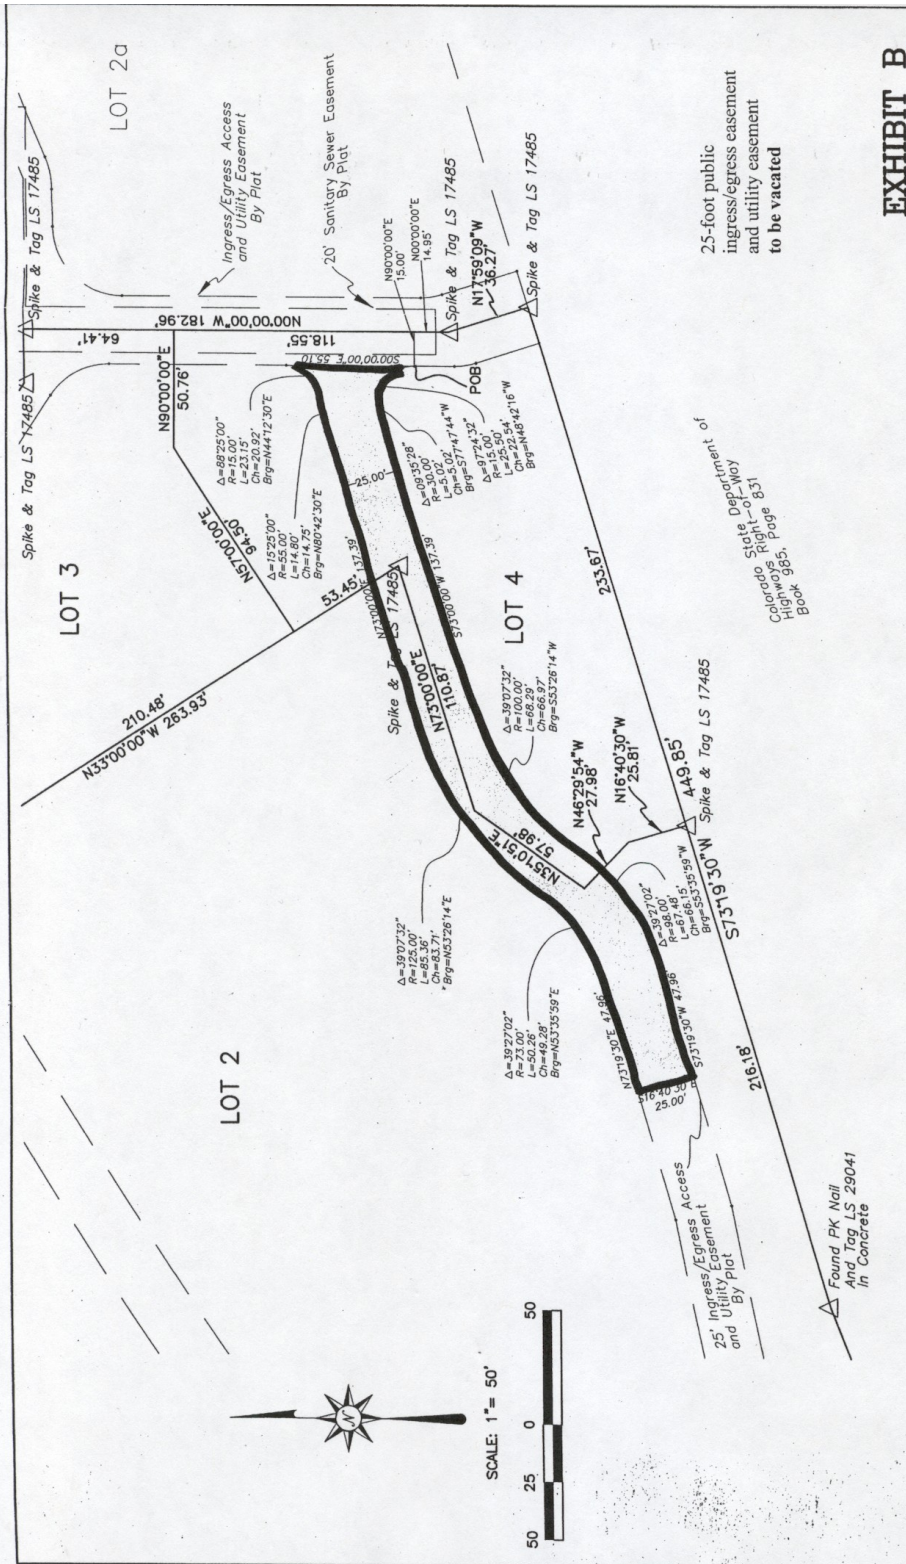 EXHIBIT B
25-foot public
ingress/egress easement
and utility easement
to be vacated
LOT 2a
LOT 3
LOT 4
LOT 2
Ingress/Egress Access
and Utility Easement
By Plat
20' Sanitary Sewer Easement
By Plat
N90°00'00"E
15.00'
N00°00'00"E
14.95'
Spike & Tag LS 17485
N17°59'09"W
36.27'
Spike & Tag LS 17485
Spike & Tag LS 17485
Spike & Tag LS 17485
64.41'
N00°00'00"W 182.96'
118.55'
S00°00'00"E 55.10
POB
N90°00'00"E
50.76'
N57°00'00"E
94.50'
53.45'
210.48'
N33°00'00"W 263.93'
Δ=88°25'00"
R=15.00'
L=23.15'
Ch=20.92'
Brg=N44°12'30"E
Δ=15°25'00"
R=55.00'
L=14.80'
Ch=14.75'
Brg=N80°42'30"E
Δ=09°35'28"
R=30.00'
L=5.02'
Ch=5.02'
Brg=S77°47'44"W
Δ=97°24'32"
R=15.00'
L=25.50'
Ch=22.54'
Brg=N48°42'16"W
25.00'
N73°00'00"E 137.39'
S73°00'00"W 137.39'
Spike & Tag LS 17485
N73°00'00"E
110.87'
Δ=39°07'32"
R=100.00'
L=68.29'
Ch=66.97'
Brg=S53°26'14"W
Δ=39°07'32"
R=125.00'
L=85.36'
Ch=83.71'
Brg=N53°26'14"E
N35°10'51"E
57.98'
N46°29'54"W
27.98'
N16°40'30"W
25.81'
Spike & Tag LS 17485
Δ=39°27'02"
R=98.00'
L=67.48'
Ch=66.15'
Brg=S53°35'59"W
Δ=39°27'02"
R=73.00'
L=50.26'
Ch=49.28'
Brg=N53°35'59"E
N73°19'30"E 47.96'
S73°19'30"W 47.96'
S16°40'30"E
25.00'
233.67'
S73°19'30"W 449.85'
216.18'
Colorado State Department of
Highways Right-of-Way
Book 985, Page 831
25' Ingress/Egress Access
and Utility Easement
By Plat
Found PK Nail
And Tag LS 29041
In Concrete
N
SCALE: 1"= 50'
50 25 0 50